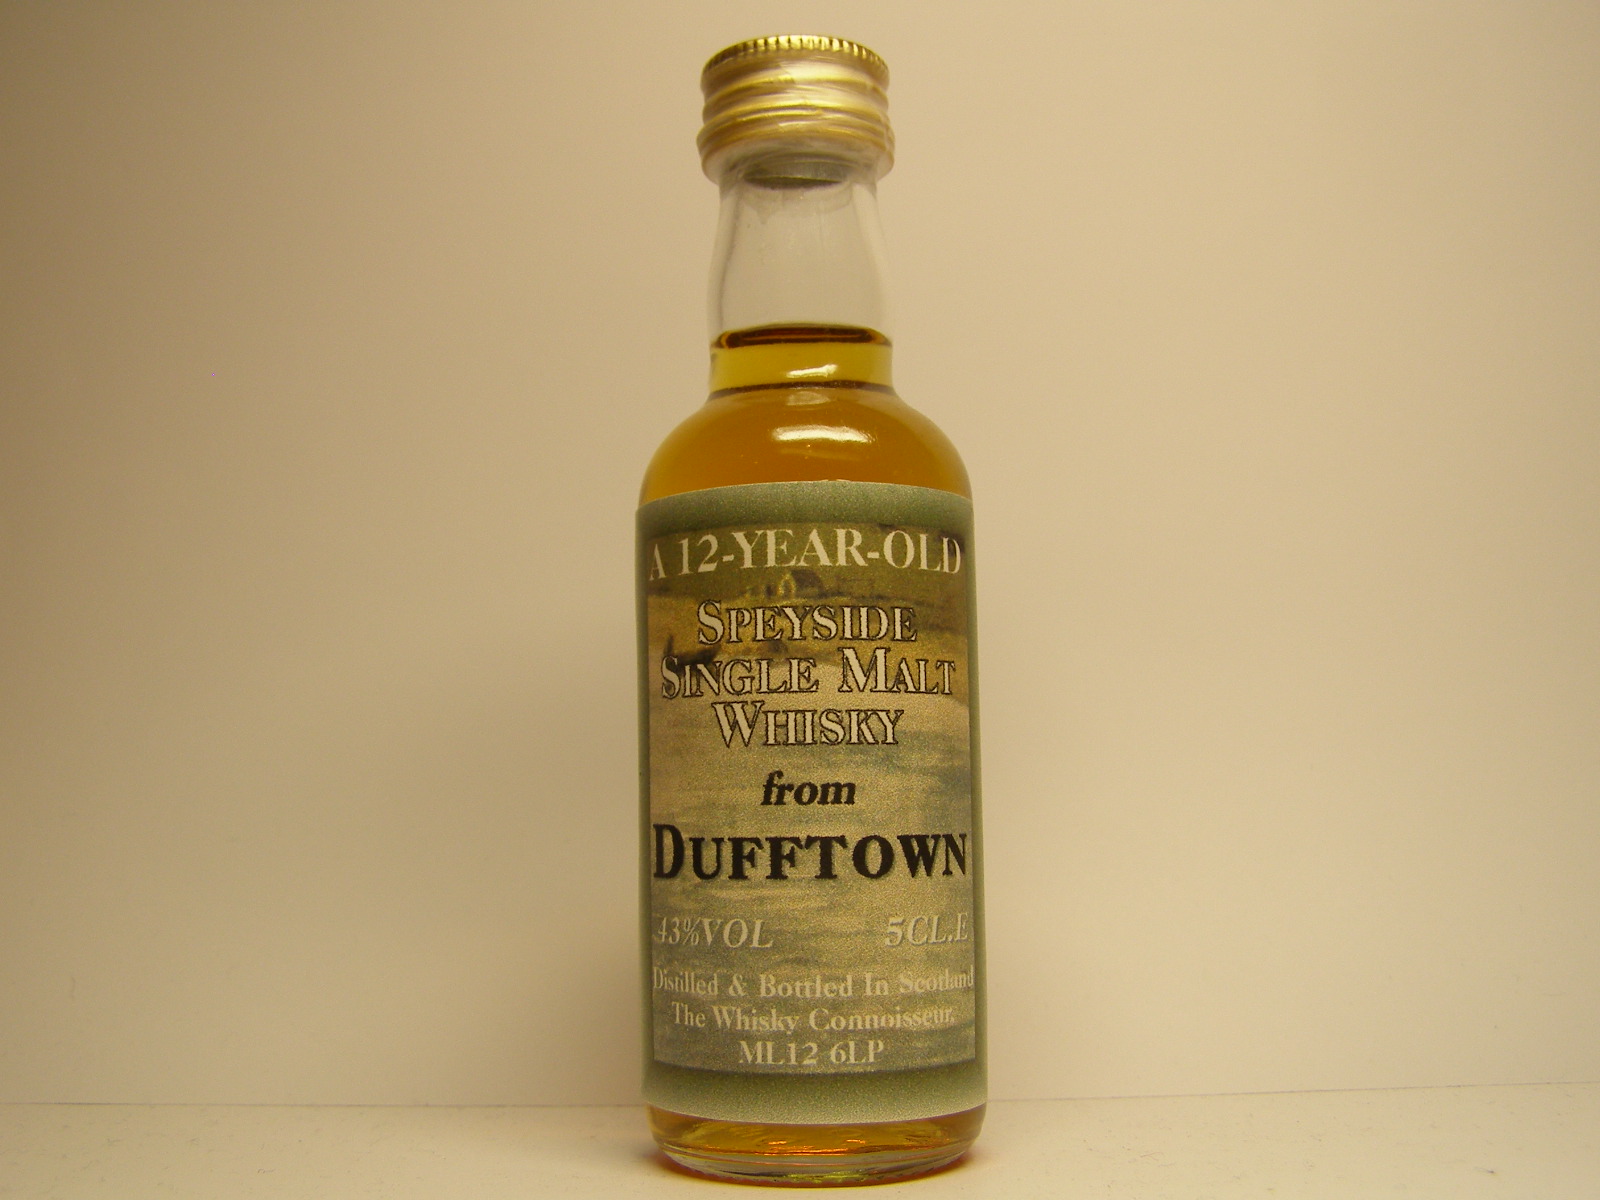 A 12-YEAR-OLD
SPEYSIDE
SINGLE MALT
WHISKY
from
DUFFTOWN
43%VOL 5CL.E
Distilled & Bottled In Scotland
The Whisky Connoisseur.
ML12 6LP